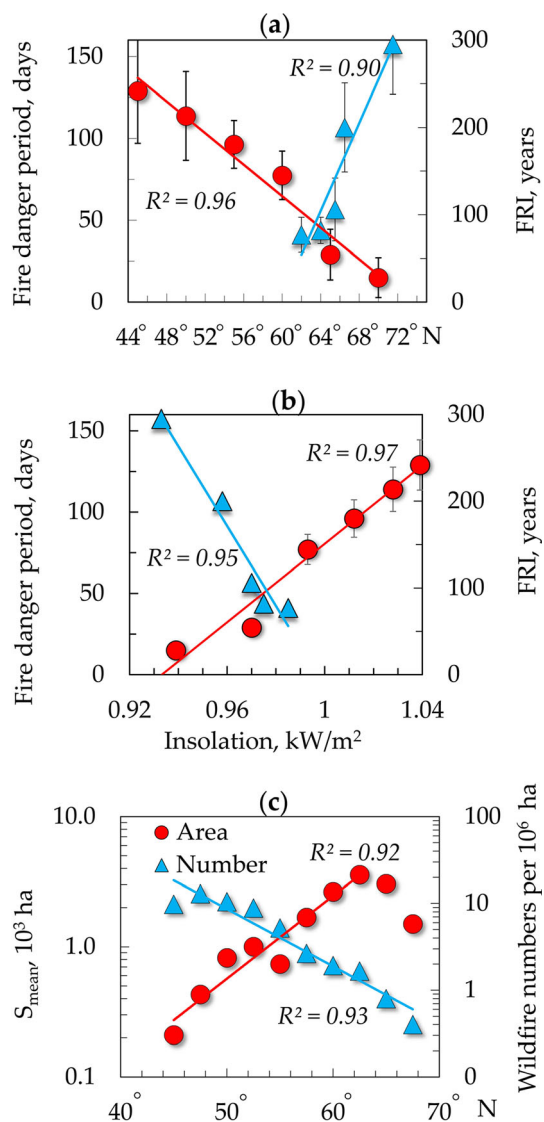 (a)
Fire danger period, days
150
100
50
0
R² = 0.90
R² = 0.96
300
200
100
0
FRI, years
44° 48° 52° 56° 60° 64° 68° 72° N
(b)
Fire danger period, days
150
100
50
0
R² = 0.97
R² = 0.95
300
200
100
0
FRI, years
0.92 0.96 1 1.04
Insolation, kW/m²
(c)
S_mean, 10³ ha
10.0
1.0
0.1
Area
Number
R² = 0.92
R² = 0.93
100
10
1
0
Wildfire numbers per 10⁶ ha
40° 50° 60° 70° N